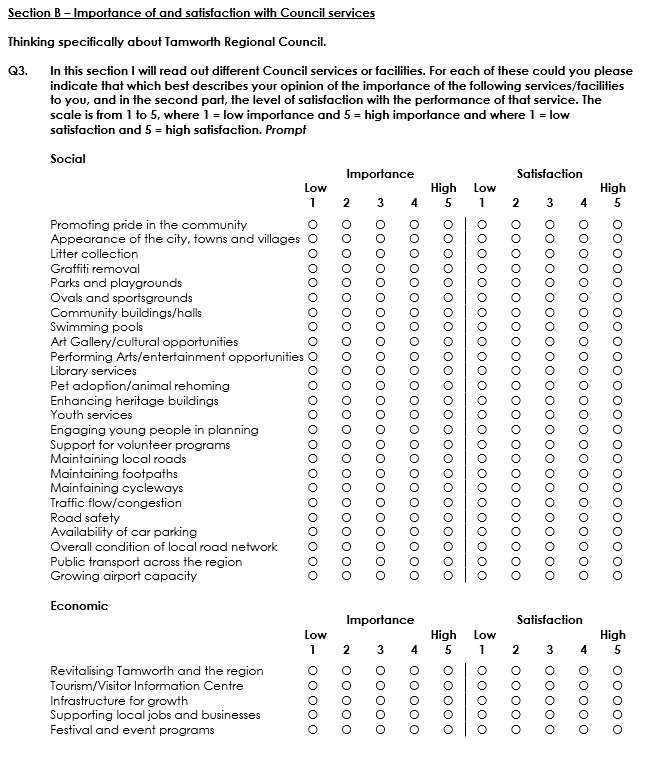 Section B – Importance of and satisfaction with Council services
Thinking specifically about Tamworth Regional Council.
Q3. In this section I will read out different Council services or facilities. For each of these could you please
indicate that which best describes your opinion of the importance of the following services/facilities
to you, and in the second part, the level of satisfaction with the performance of that service. The
scale is from 1 to 5, where 1 = low importance and 5 = high importance and where 1 = low
satisfaction and 5 = high satisfaction. Prompt
Social
Importance Satisfaction
Low High Low High
1 2 3 4 5 1 2 3 4 5
Promoting pride in the community
Appearance of the city, towns and villages
Litter collection
Graffiti removal
Parks and playgrounds
Ovals and sportsgrounds
Community buildings/halls
Swimming pools
Art Gallery/cultural opportunities
Performing Arts/entertainment opportunities
Library services
Pet adoption/animal rehoming
Enhancing heritage buildings
Youth services
Engaging young people in planning
Support for volunteer programs
Maintaining local roads
Maintaining footpaths
Maintaining cycleways
Traffic flow/congestion
Road safety
Availability of car parking
Overall condition of local road network
Public transport across the region
Growing airport capacity
Economic
Importance Satisfaction
Low High Low High
1 2 3 4 5 1 2 3 4 5
Revitalising Tamworth and the region
Tourism/Visitor Information Centre
Infrastructure for growth
Supporting local jobs and businesses
Festival and event programs